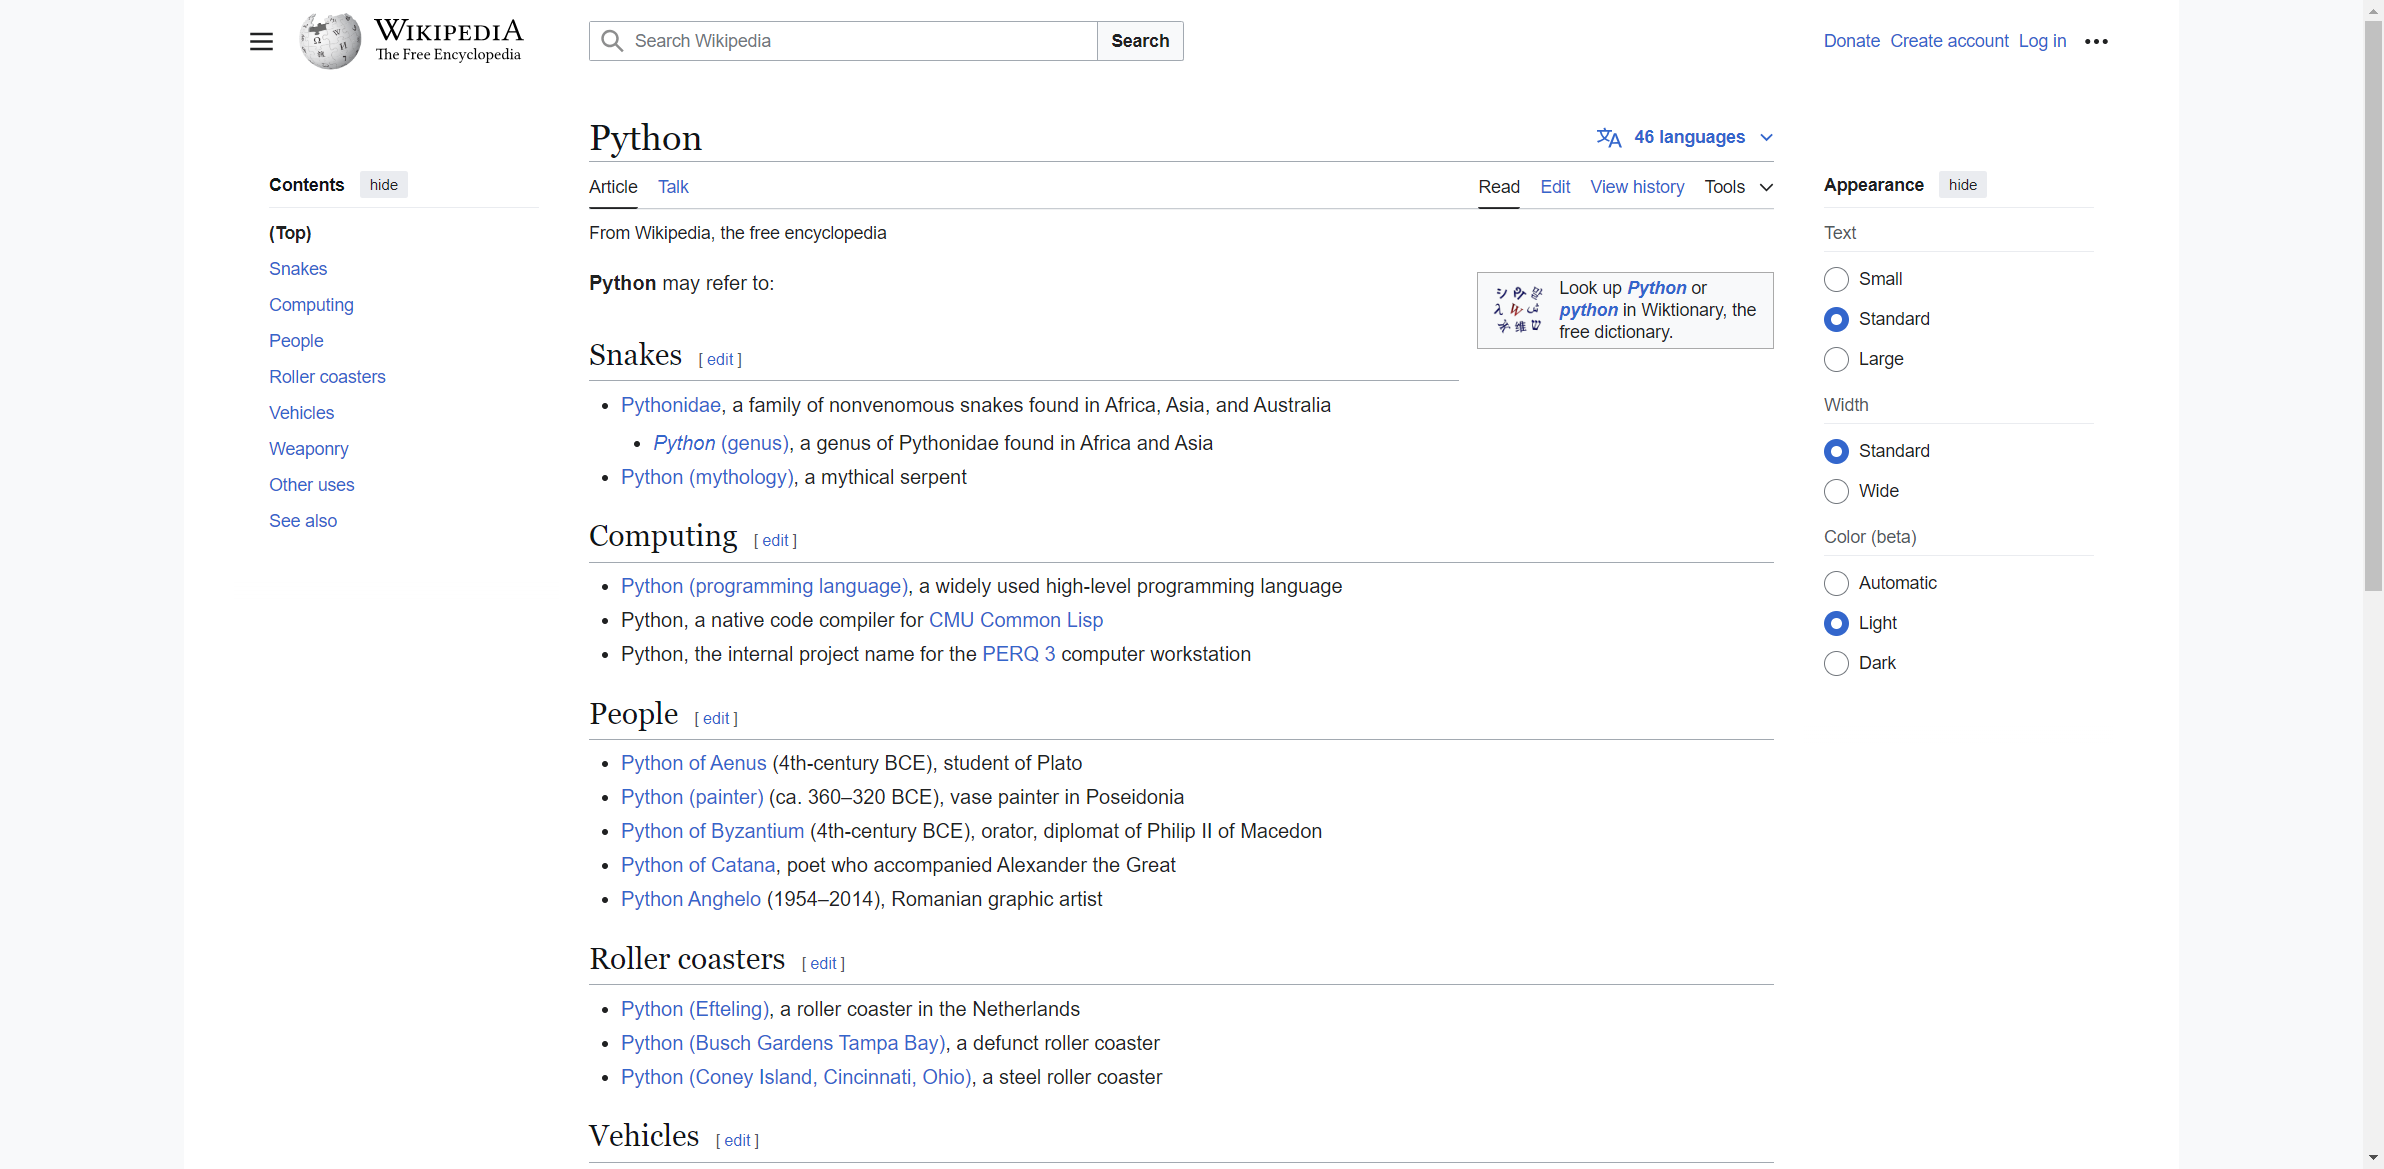 WIKIPEDIA
The Free Encyclopedia
Search Wikipedia
Search
Donate Create account Log in
Python
46 languages
Contents hide
(Top)
Snakes
Computing
People
Roller coasters
Vehicles
Weaponry
Other uses
See also
Article Talk
Read Edit View history Tools
From Wikipedia, the free encyclopedia
Python may refer to:
Look up Python or
python in Wiktionary, the
free dictionary.
Snakes [ edit ]
• Pythonidae, a family of nonvenomous snakes found in Africa, Asia, and Australia
• Python (genus), a genus of Pythonidae found in Africa and Asia
• Python (mythology), a mythical serpent
Computing [ edit ]
• Python (programming language), a widely used high-level programming language
• Python, a native code compiler for CMU Common Lisp
• Python, the internal project name for the PERQ 3 computer workstation
People [ edit ]
• Python of Aenus (4th-century BCE), student of Plato
• Python (painter) (ca. 360–320 BCE), vase painter in Poseidonia
• Python of Byzantium (4th-century BCE), orator, diplomat of Philip II of Macedon
• Python of Catana, poet who accompanied Alexander the Great
• Python Anghelo (1954–2014), Romanian graphic artist
Roller coasters [ edit ]
• Python (Efteling), a roller coaster in the Netherlands
• Python (Busch Gardens Tampa Bay), a defunct roller coaster
• Python (Coney Island, Cincinnati, Ohio), a steel roller coaster
Vehicles [ edit ]
Appearance hide
Text
Small
Standard
Large
Width
Standard
Wide
Color (beta)
Automatic
Light
Dark